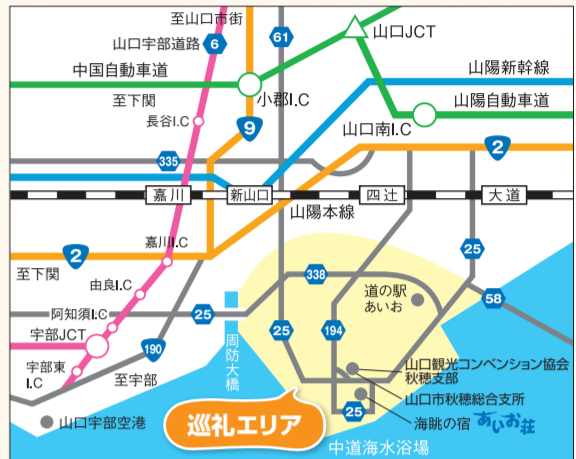 至山口市街
6
61
山口宇部道路
山口JCT
中国自動車道
山陽新幹線
至下関
小郡I.C
山陽自動車道
長谷I.C
9
山口南I.C
2
335
嘉川
新山口
四辻
大道
山陽本線
嘉川I.C
2
25
至下関
338
由良I.C
道の駅
あいお
58
阿知須I.C
25
宇部JCT
周防大橋
25
194
190
山口観光コンベンション協会
秋穂支部
宇部東
I.C
至宇部
山口市秋穂総合支所
25
海眺の宿 あいお荘
山口宇部空港
巡礼エリア
中道海水浴場